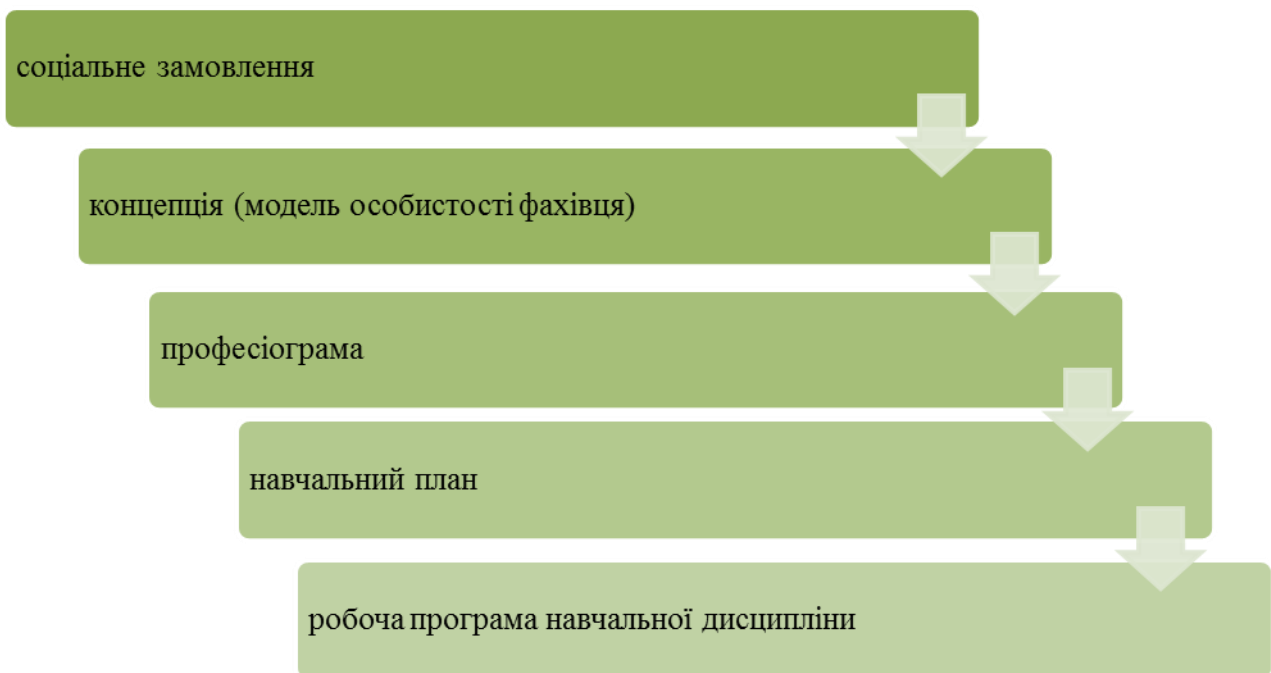 соціальне замовлення
концепція (модель особистості фахівця)
професіограма
навчальний план
робоча програма навчальної дисципліни